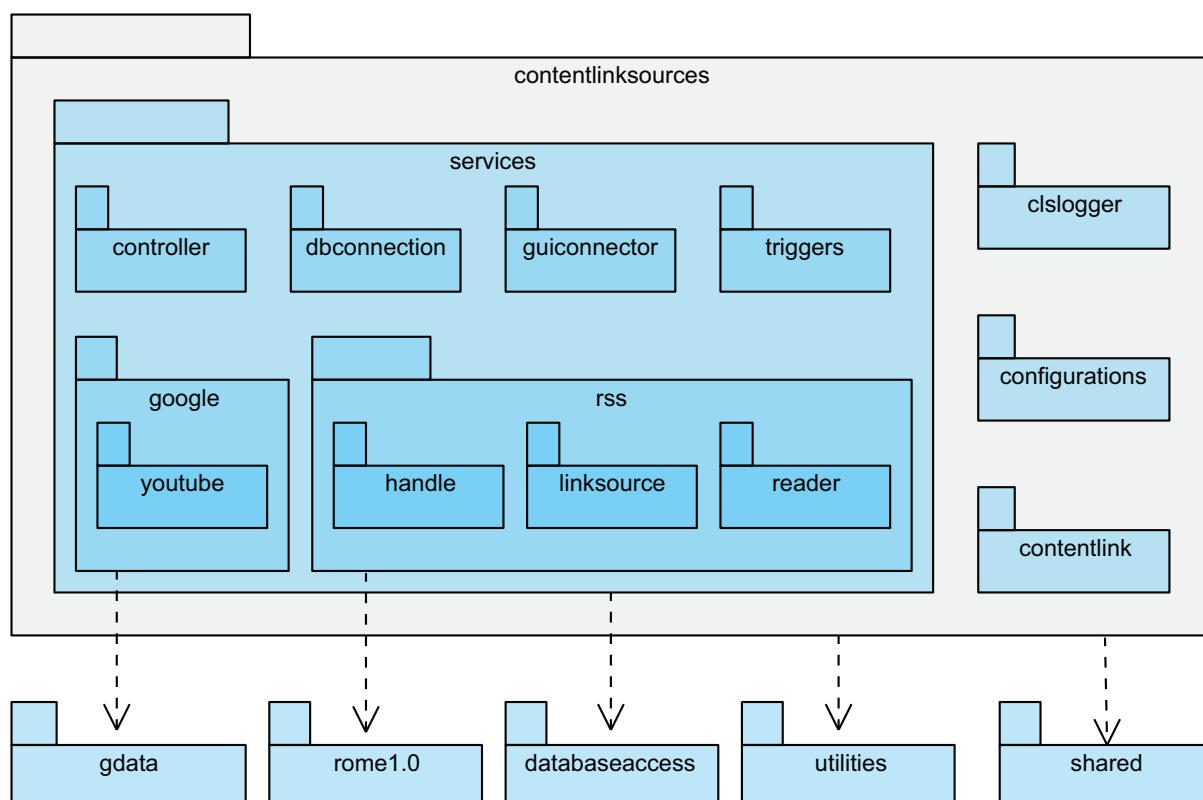 contentlinksources
services
clslogger
controller
dbconnection
guiconnector
triggers
configurations
google
rss
youtube
handle
linksource
reader
contentlink
gdata
rome1.0
databaseaccess
utilities
shared